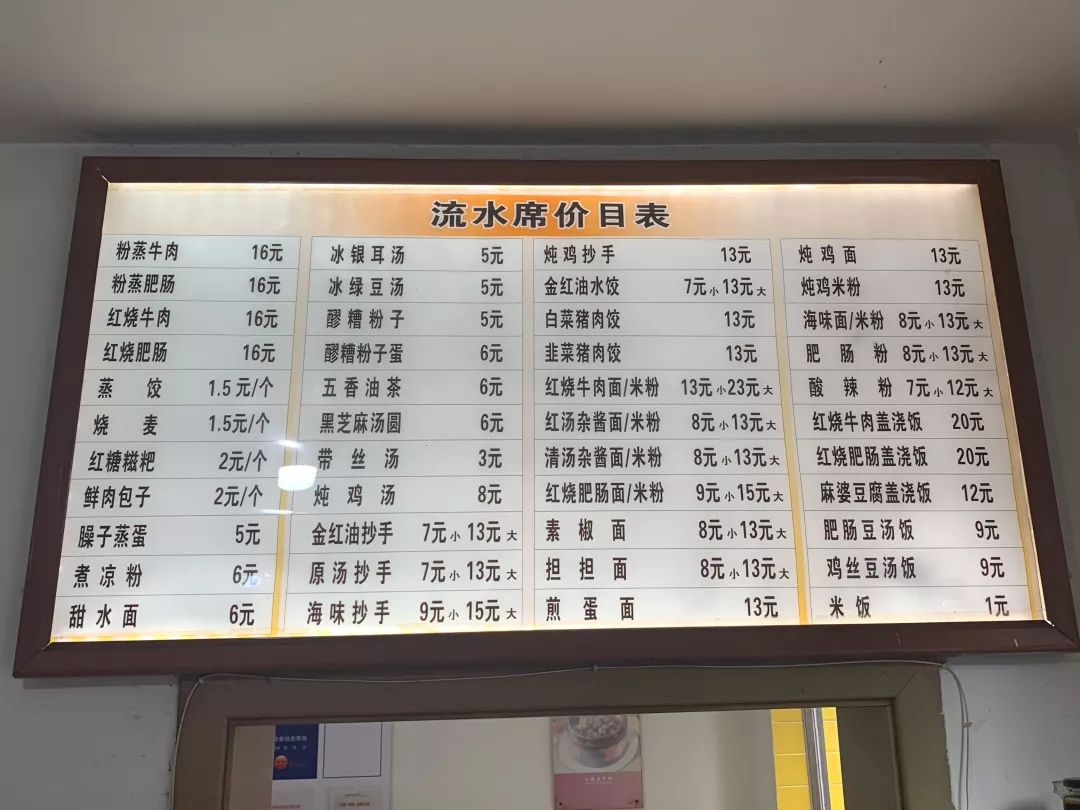 流水席价目表
粉蒸牛肉 16元
粉蒸肥肠 16元
红烧牛肉 16元
红烧肥肠 16元
蒸饺 1.5元/个
烧麦 1.5元/个
红糖糍粑 2元/个
鲜肉包子 2元/个
臊子蒸蛋 5元
煮凉粉 6元
甜水面 6元
冰银耳汤 5元
冰绿豆汤 5元
醪糟粉子 5元
醪糟粉子蛋 6元
五香油茶 6元
黑芝麻汤圆 6元
带丝汤 3元
炖鸡汤 8元
金红油抄手 7元小 13元大
原汤抄手 7元小 13元大
海味抄手 9元小 15元大
炖鸡抄手 13元
金红油水饺 7元小 13元大
白菜猪肉饺 13元
韭菜猪肉饺 13元
红烧牛肉面/米粉 13元小 23元大
红汤杂酱面/米粉 8元小 13元大
清汤杂酱面/米粉 8元小 13元大
红烧肥肠面/米粉 9元小 15元大
素椒面 8元小 13元大
担担面 8元小 13元大
煎蛋面 13元
炖鸡面 13元
炖鸡米粉 13元
海味面/米粉 8元小 13元大
肥肠粉 8元小 13元大
酸辣粉 7元小 12元大
红烧牛肉盖浇饭 20元
红烧肥肠盖浇饭 20元
麻婆豆腐盖浇饭 12元
肥肠豆汤饭 9元
鸡丝豆汤饭 9元
米饭 1元